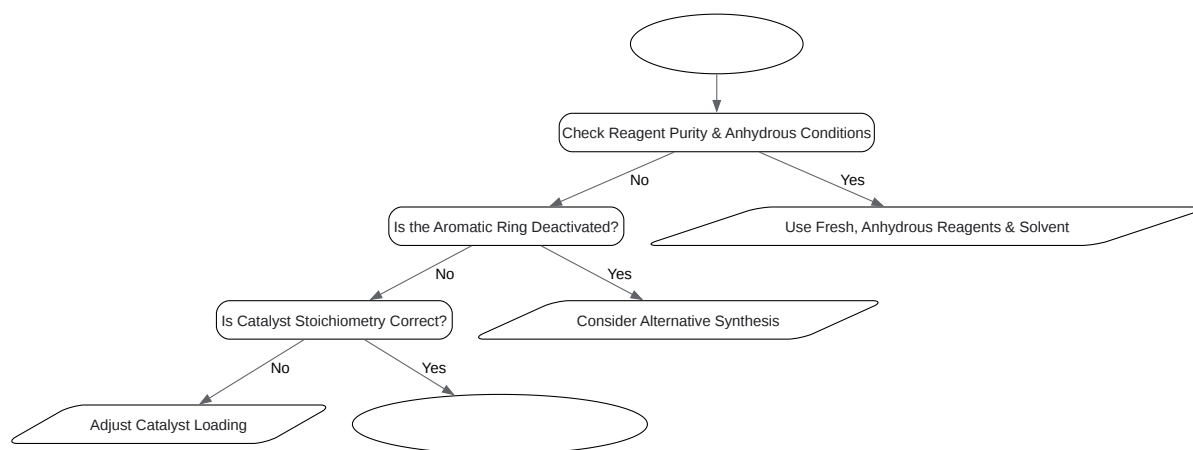 Check Reagent Purity & Anhydrous Conditions
No
Yes
Is the Aromatic Ring Deactivated?
Use Fresh, Anhydrous Reagents & Solvent
No
Yes
Is Catalyst Stoichiometry Correct?
Consider Alternative Synthesis
No
Yes
Adjust Catalyst Loading